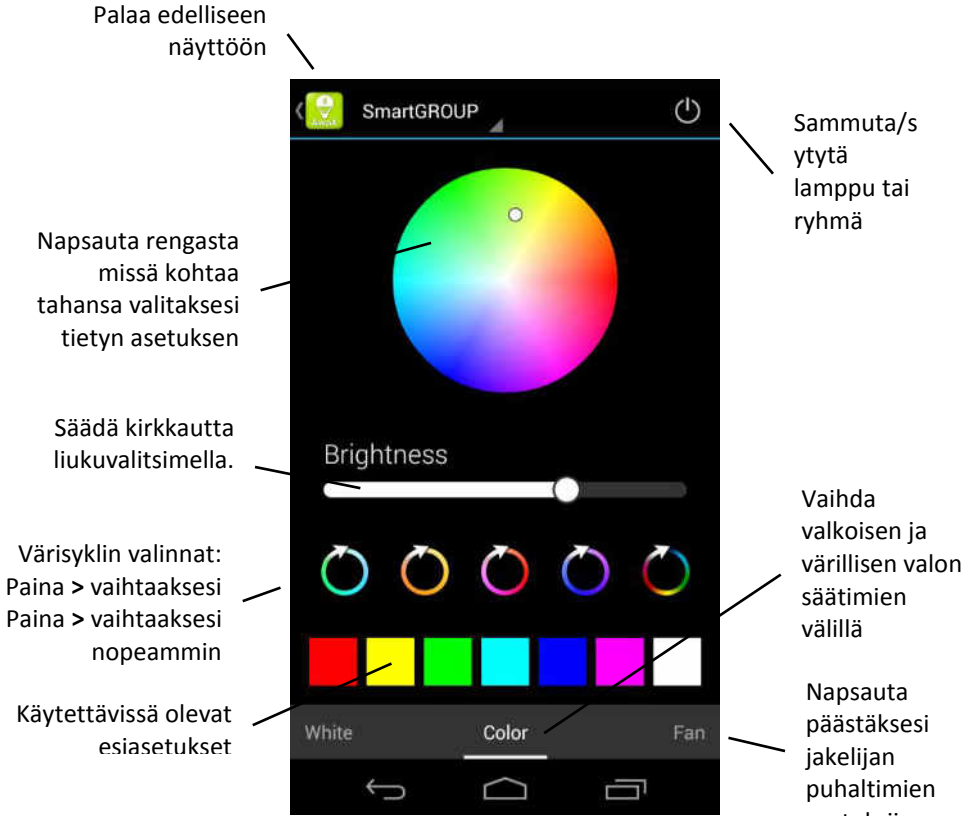 Palaa edelliseen
näyttöön
SmartGROUP
Sammuta/s
ytytä
lamppu tai
ryhmä
Napsauta rengasta
missä kohtaa
tahansa valitaksesi
tietyn asetuksen
Säädä kirkkautta
liukuvalitsimella.
Brightness
Värisyklin valinnat:
Paina > vaihtaaksesi
Paina > vaihtaaksesi
nopeammin
Vaihda
valkoisen ja
värillisen valon
säätimien
välillä
Käytettävissä olevat
esiasetukset
White
Color
Fan
Napsauta
päästäksesi
jakelijan
puhaltimien